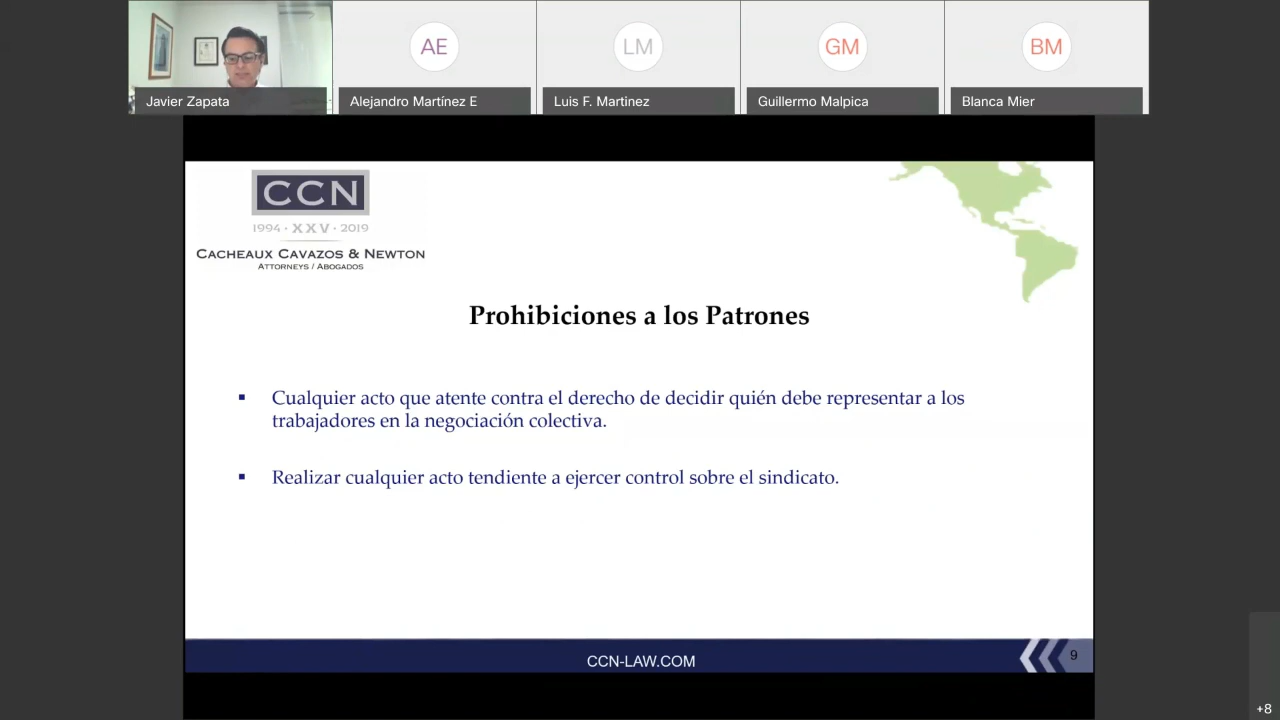 AE
LM
GM
BM
Javier Zapata
Alejandro Martínez E
Luis F. Martinez
Guillermo Malpica
Blanca Mier
CCN
1994 · XXV · 2019
CACHEAUX CAVAZOS & NEWTON
ATTORNEYS / ABOGADOS
Prohibiciones a los Patrones
▪ Cualquier acto que atente contra el derecho de decidir quién debe representar a los
trabajadores en la negociación colectiva.
▪ Realizar cualquier acto tendiente a ejercer control sobre el sindicato.
CCN-LAW.COM
9
+8